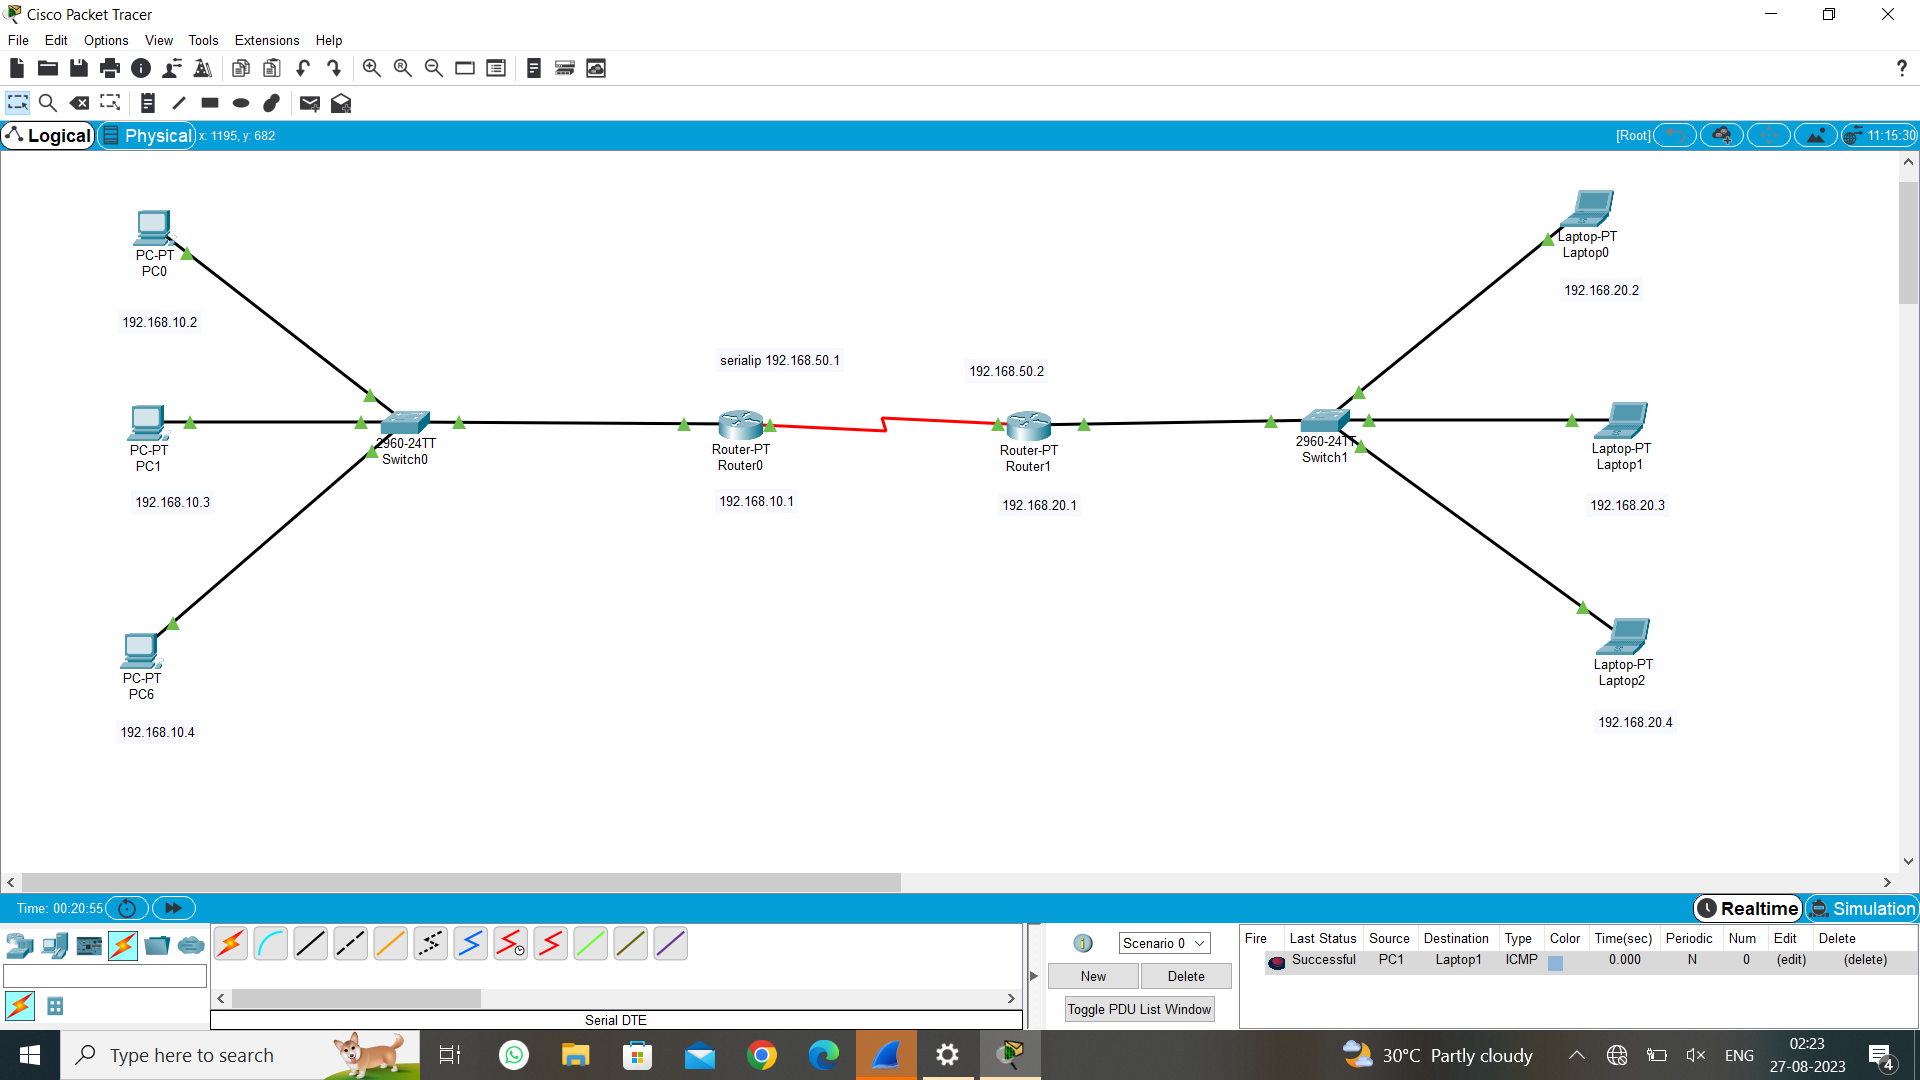 Cisco Packet Tracer
File Edit Options View Tools Extensions Help
?
Logical Physical x: 1195, y: 682 [Root] 11:15:30
PC-PT
PC0
192.168.10.2
PC-PT
PC1
192.168.10.3
PC-PT
PC6
192.168.10.4
2960-24TT
Switch0
serialip 192.168.50.1
Router-PT
Router0
192.168.10.1
192.168.50.2
Router-PT
Router1
192.168.20.1
2960-24TT
Switch1
Laptop-PT
Laptop0
192.168.20.2
Laptop-PT
Laptop1
192.168.20.3
Laptop-PT
Laptop2
192.168.20.4
Time: 00:20:55 Realtime Simulation
Serial DTE
Scenario 0
New Delete
Toggle PDU List Window
Fire Last Status Source Destination Type Color Time(sec) Periodic Num Edit Delete
Successful PC1 Laptop1 ICMP 0.000 N 0 (edit) (delete)
Type here to search
30°C Partly cloudy
ENG
02:23
27-08-2023
4